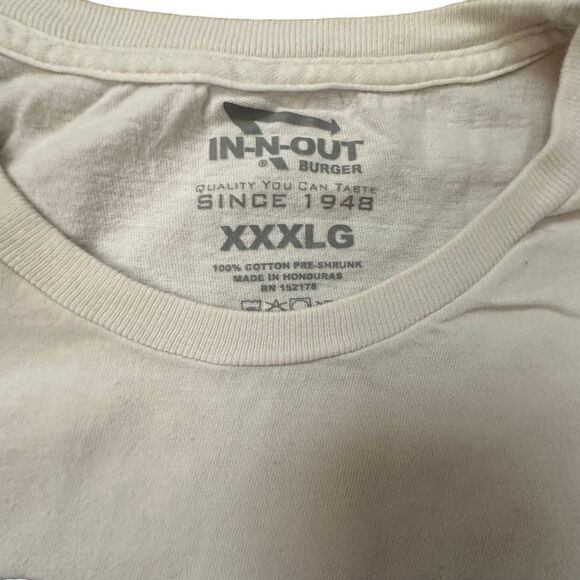 IN-N-OUT
BURGER
QUALITY YOU CAN TASTE
SINCE 1948
XXXLG
100% COTTON PRE-SHRUNK
MADE IN HONDURAS
RN 152178